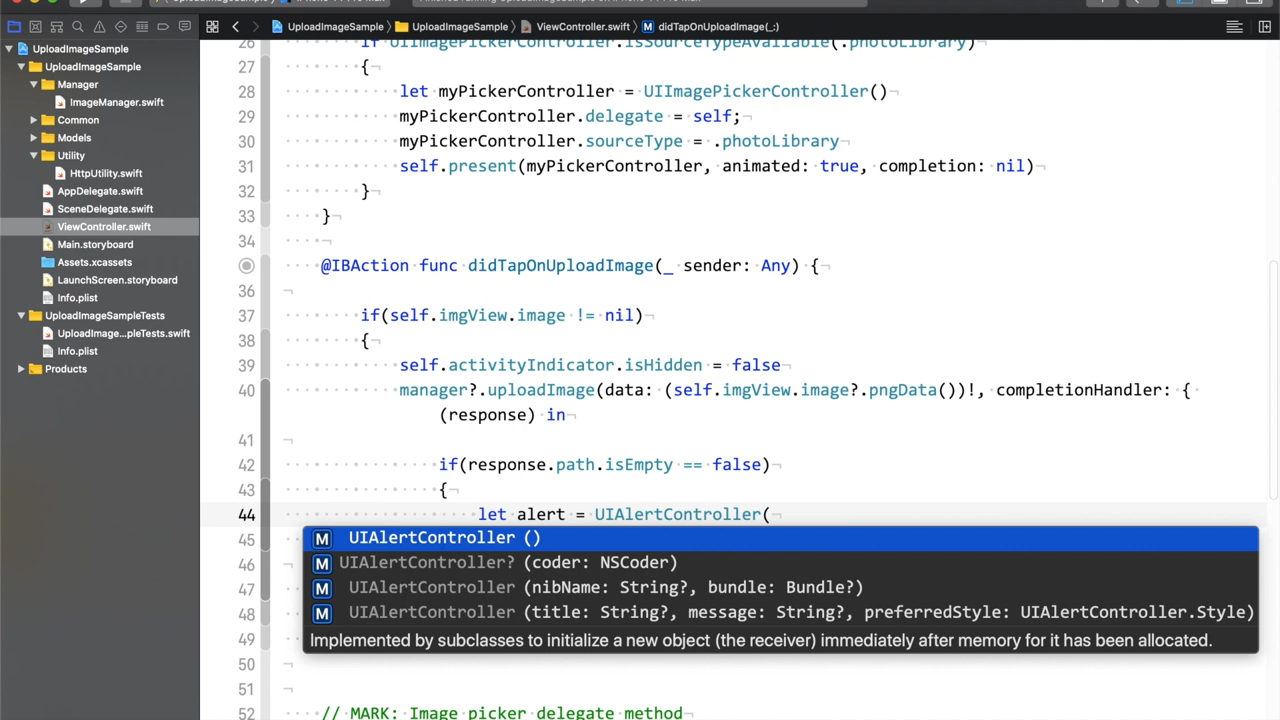 UploadImageSample
ViewController.swift
didTapOnUploadImage(_:)
UploadImageSample
UploadImageSample
UploadImageSample
Manager
ImageManager.swift
Common
Models
Utility
HttpUtility.swift
AppDelegate.swift
SceneDelegate.swift
ViewController.swift
Main.storyboard
Assets.xcassets
LaunchScreen.storyboard
Info.plist
UploadImageSampleTests
UploadImage...pleTests.swift
Info.plist
Products
26 if UIImagePickerController.isSourceTypeAvailable(.photoLibrary)
27 {
28 let myPickerController = UIImagePickerController()
29 myPickerController.delegate = self;
30 myPickerController.sourceType = .photoLibrary
31 self.present(myPickerController, animated: true, completion: nil)
32 }
33 }
34
@IBAction func didTapOnUploadImage(_ sender: Any) {
36
37 if(self.imgView.image != nil)
38 {
39 self.activityIndicator.isHidden = false
40 manager?.uploadImage(data: (self.imgView.image?.pngData())!, completionHandler: {
(response) in
41
42 if(response.path.isEmpty == false)
43 {
44 let alert = UIAlertController(
45
M UIAlertController ()
46
M UIAlertController? (coder: NSCoder)
47
M UIAlertController (nibName: String?, bundle: Bundle?)
48
M UIAlertController (title: String?, message: String?, preferredStyle: UIAlertController.Style)
49
Implemented by subclasses to initialize a new object (the receiver) immediately after memory for it has been allocated.
50
51
52 // MARK: Image picker delegate method